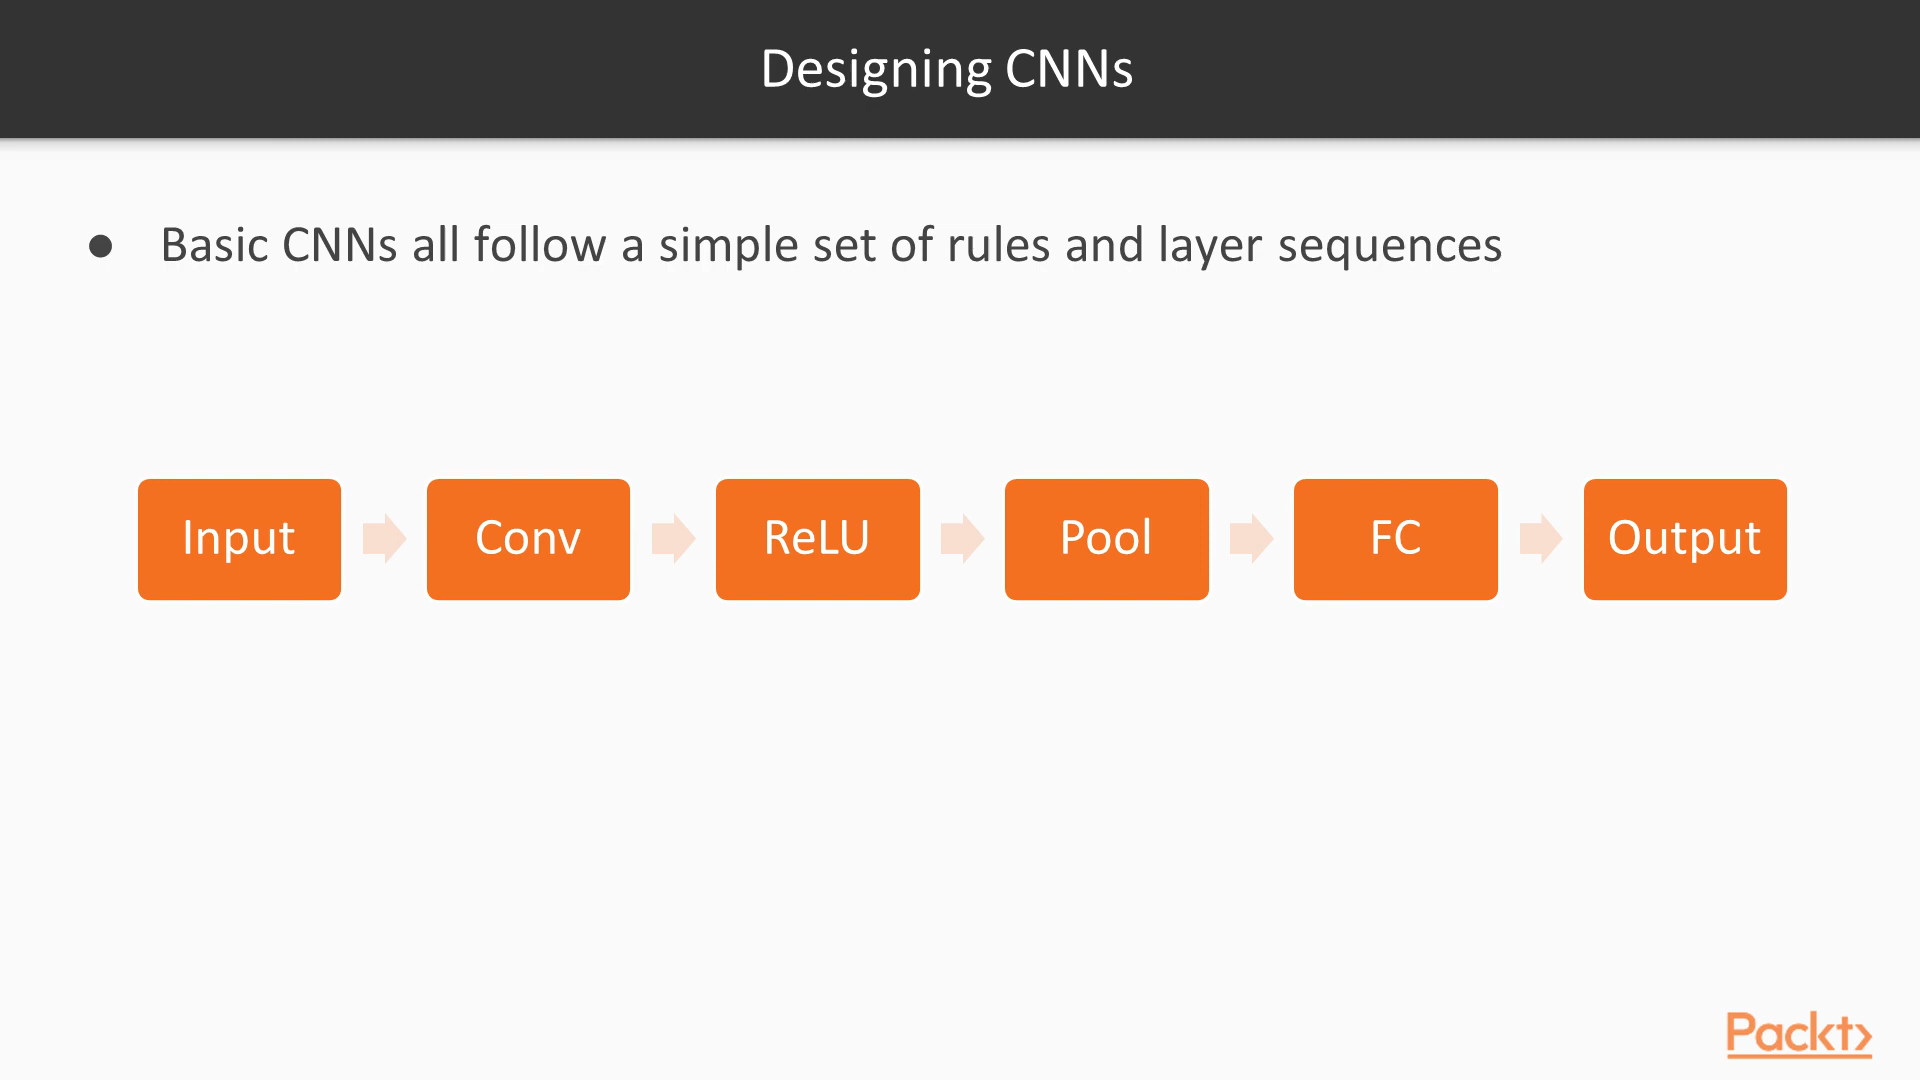 Designing CNNs
● Basic CNNs all follow a simple set of rules and layer sequences
Input Conv ReLU Pool FC Output
Packt>